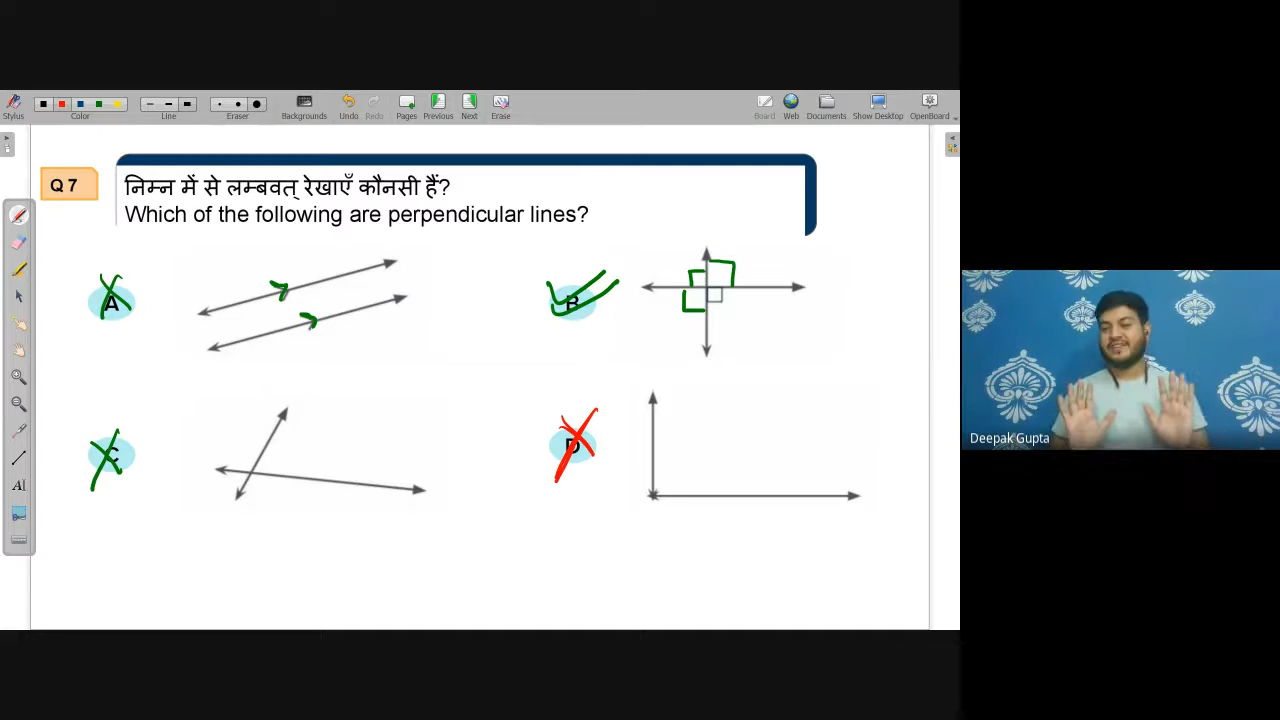 Stylus
Color
Line
Eraser
Backgrounds
Undo
Redo
Pages
Previous
Next
Erase
Board
Web
Documents
Show Desktop
OpenBoard
Q 7
निम्न में से लम्बवत् रेखाएँ कौनसी हैं?
Which of the following are perpendicular lines?
A
B
C
D
AI
Deepak Gupta